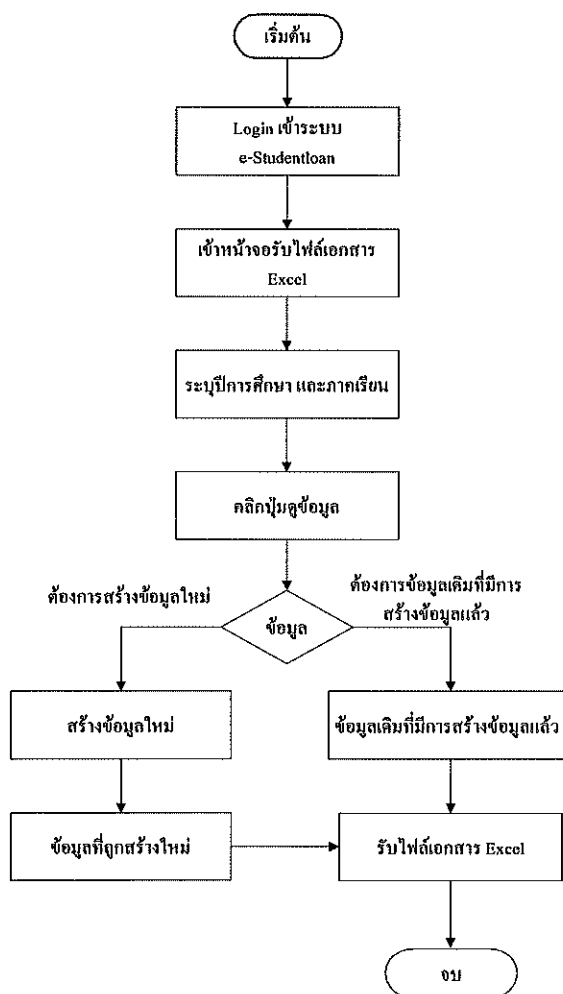 เริ่มต้น
Login เข้าระบบ
e-Studentloan
เข้าหน้าจอรับไฟล์เอกสาร
Excel
ระบุปีการศึกษา และภาคเรียน
คลิกปุ่มดูข้อมูล
ต้องการสร้างข้อมูลใหม่
ต้องการข้อมูลเดิมที่มีการ
สร้างข้อมูลแล้ว
ข้อมูล
สร้างข้อมูลใหม่
ข้อมูลเดิมที่มีการสร้างข้อมูลแล้ว
ข้อมูลที่ถูกสร้างใหม่
รับไฟล์เอกสาร Excel
จบ